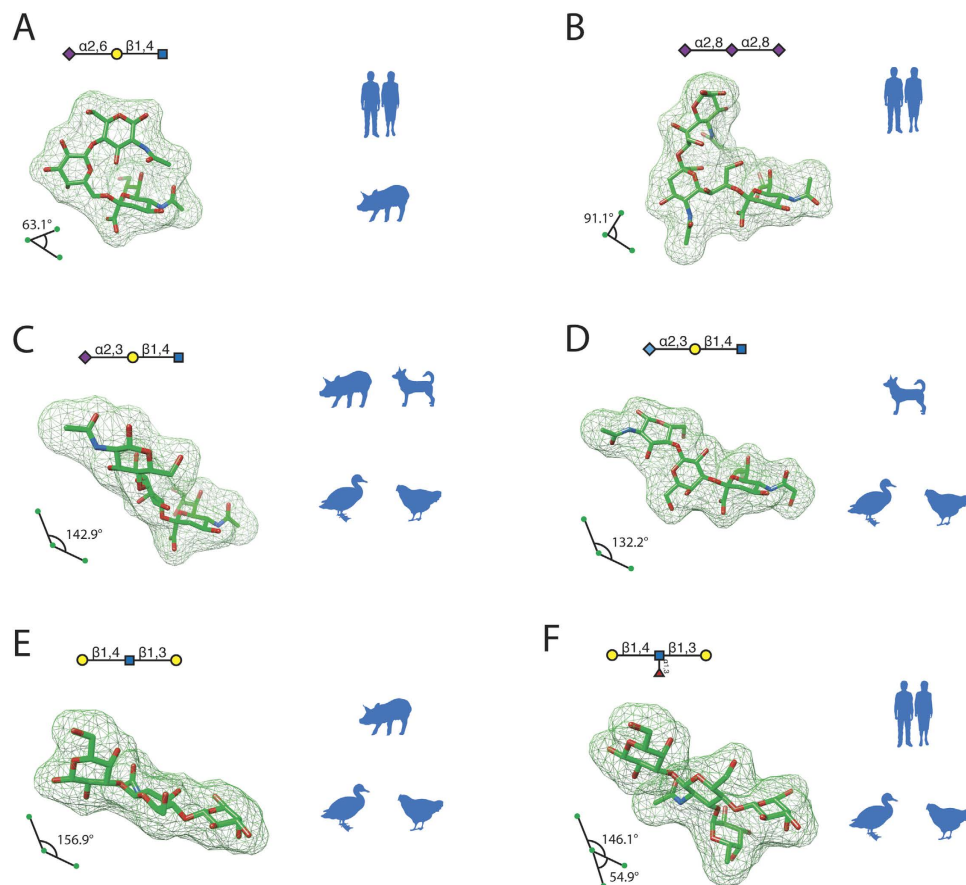 A
α2,6 β1,4
63.1°
B
α2,8 α2,8
91.1°
C
α2,3 β1,4
142.9°
D
α2,3 β1,4
132.2°
E
β1,4 β1,3
156.9°
F
β1,4 β1,3
α1,3
146.1°
54.9°